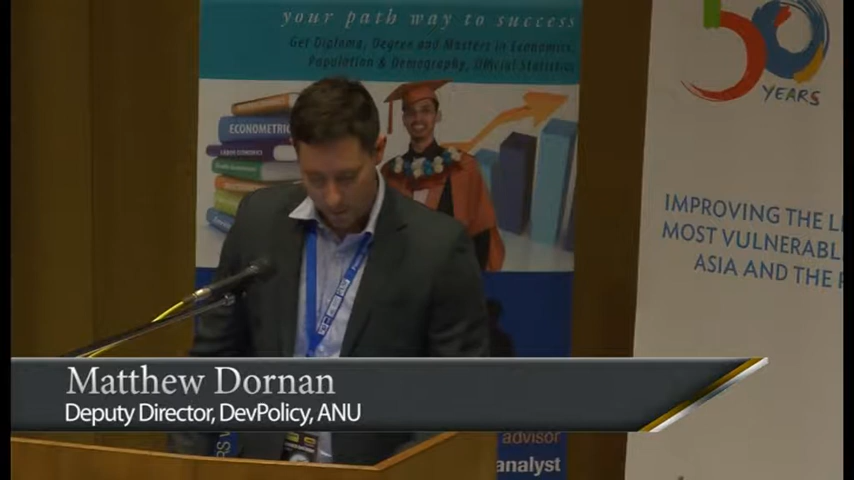 your path way to success
Get Diploma, Degree and Masters in Economics,
Population & Demography, Official Statistics
50
YEARS
ECONOMETRIC
IMPROVING THE LI
MOST VULNERABL
ASIA AND THE P
Matthew Dornan
Deputy Director, DevPolicy, ANU
advisor
analyst